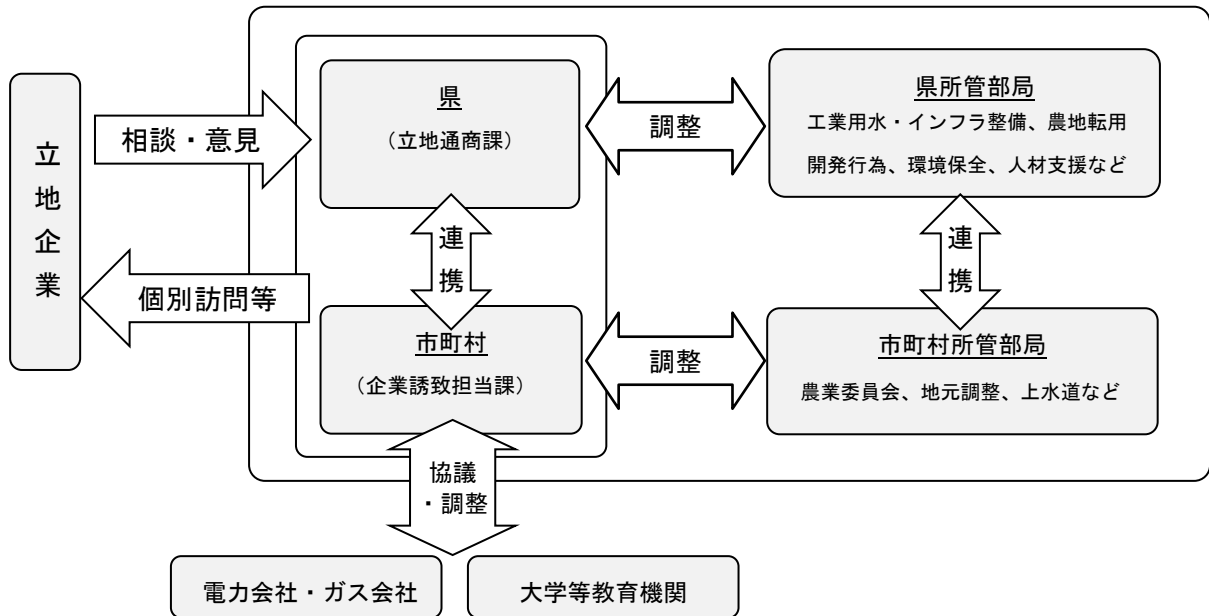 立地企業
相談・意見
個別訪問等
県
（立地通商課）
連携
市町村
（企業誘致担当課）
調整
調整
県所管部局
工業用水・インフラ整備、農地転用
開発行為、環境保全、人材支援など
連携
市町村所管部局
農業委員会、地元調整、上水道など
協議
・調整
電力会社・ガス会社
大学等教育機関